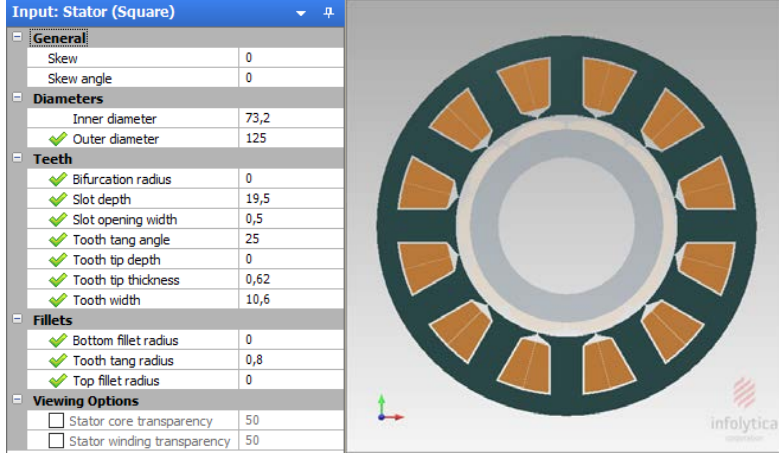 Input: Stator (Square)
General
Skew 0
Skew angle 0
Diameters
Inner diameter 73,2
Outer diameter 125
Teeth
Bifurcation radius 0
Slot depth 19,5
Slot opening width 0,5
Tooth tang angle 25
Tooth tip depth 0
Tooth tip thickness 0,62
Tooth width 10,6
Fillets
Bottom fillet radius 0
Tooth tang radius 0,8
Top fillet radius 0
Viewing Options
Stator core transparency 50
Stator winding transparency 50
infolytica
corporation